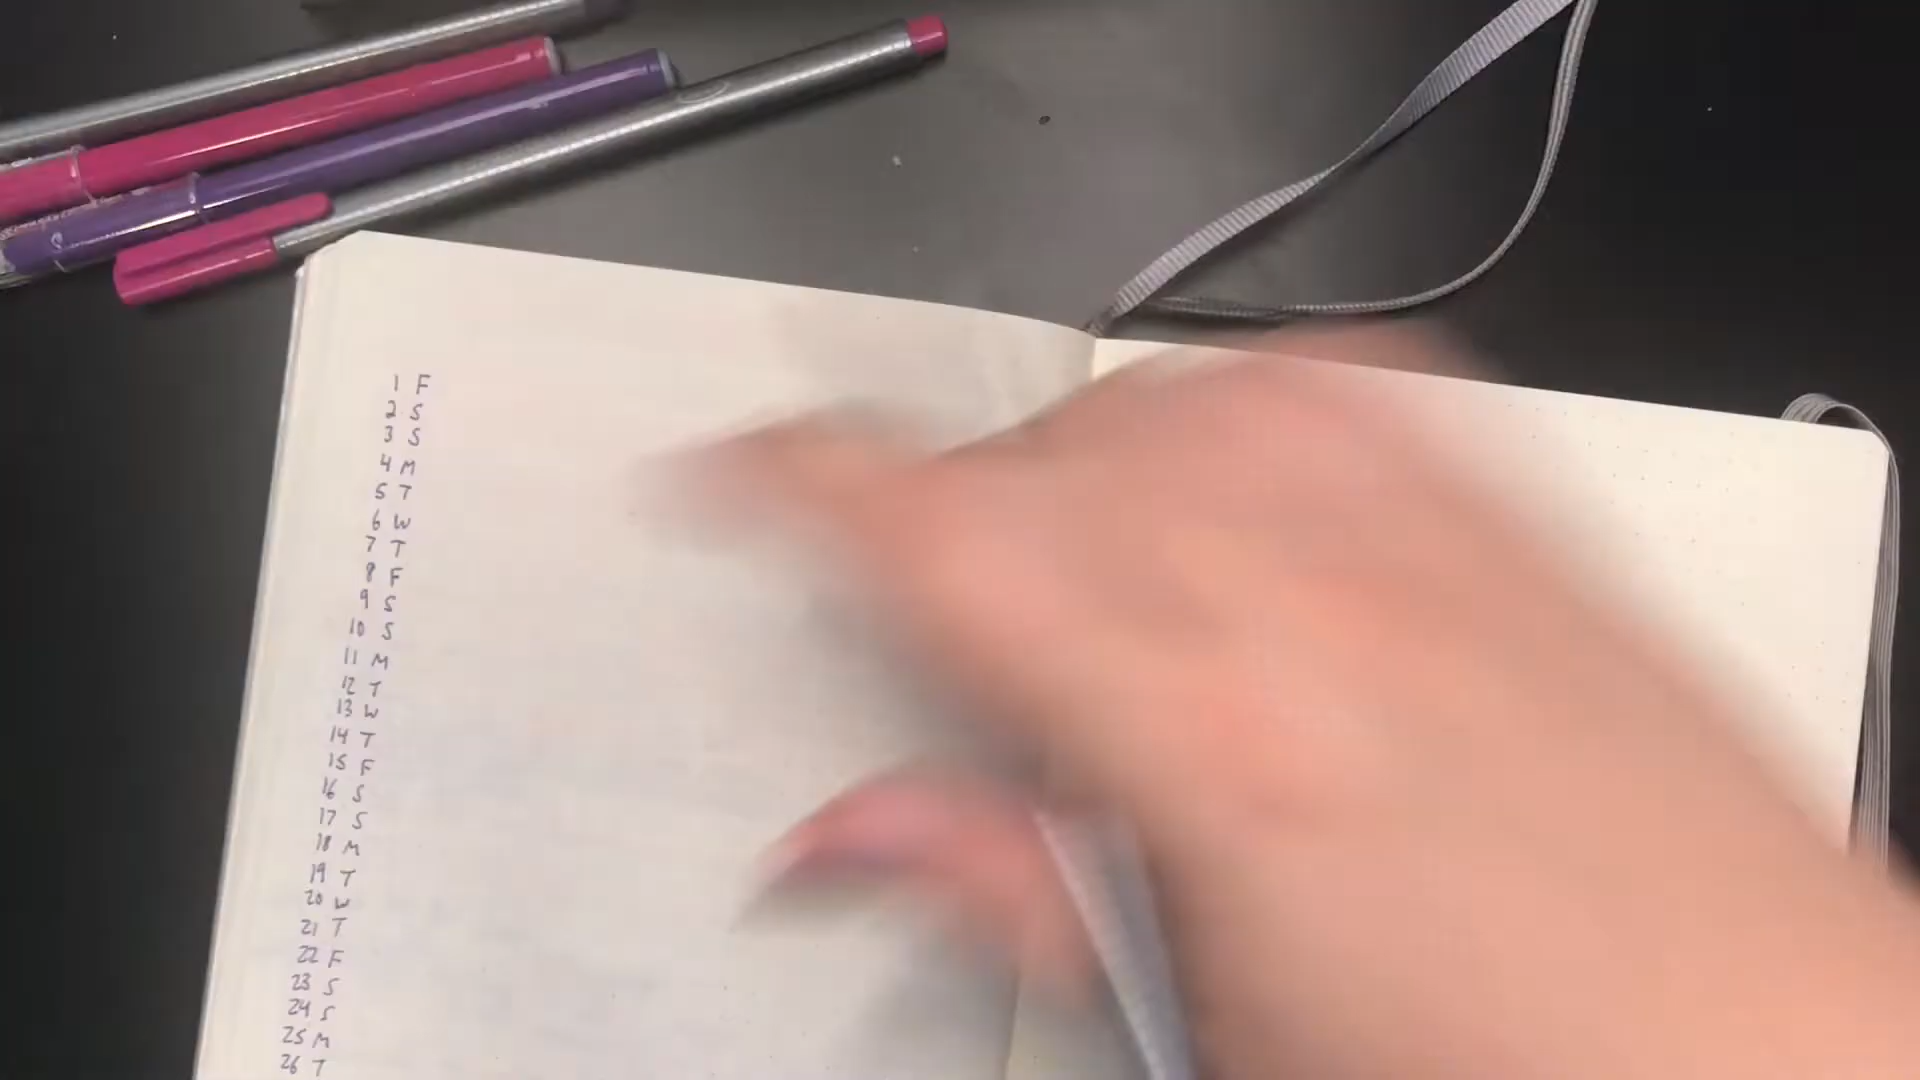 1 F
2 S
3 S
4 M
5 T
6 W
7 T
8 F
9 S
10 S
11 M
12 T
13 W
14 T
15 F
16 S
17 S
18 M
19 T
20 W
21 T
22 F
23 S
24 S
25 M
26 T